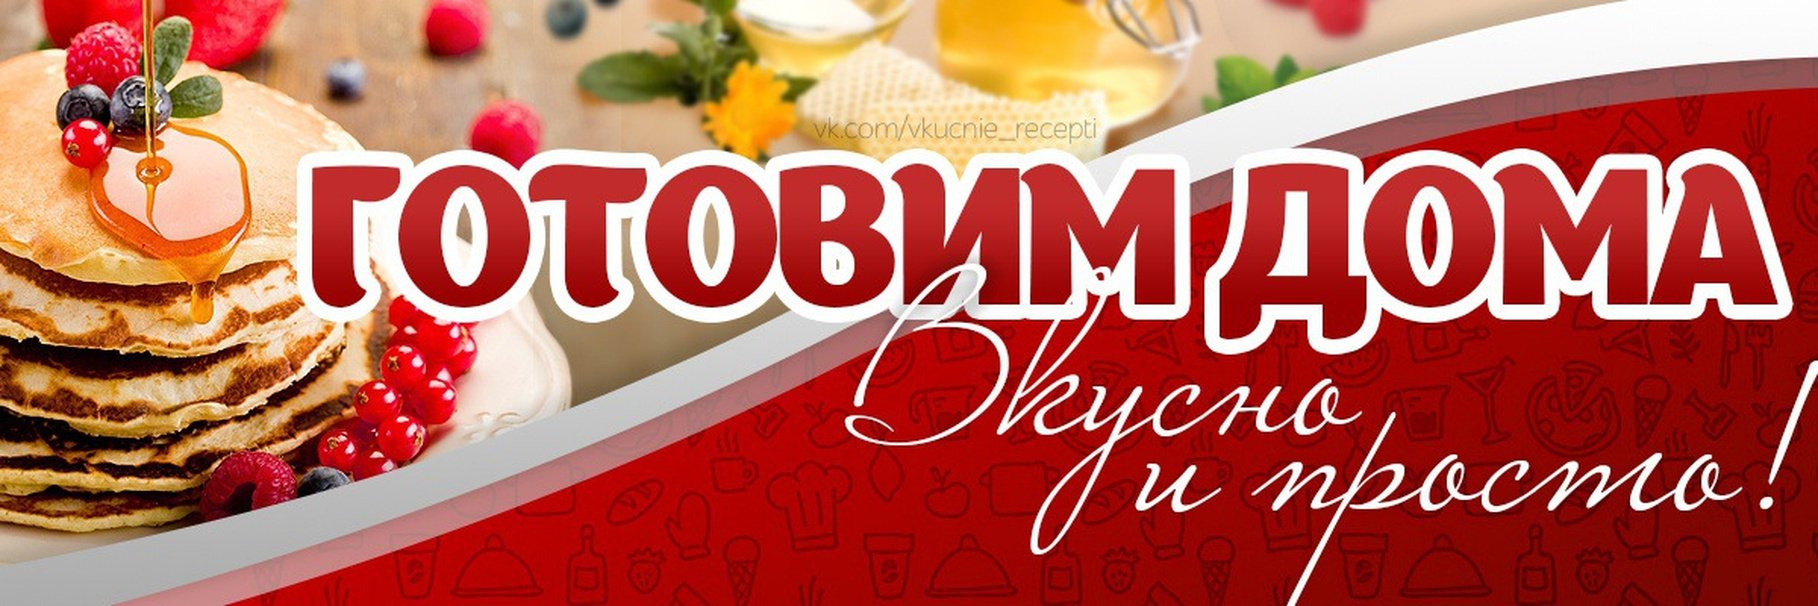 vk.com/vkucnie_recepti
ГОТОВИМ ДОМА
Вкусно
и просто!